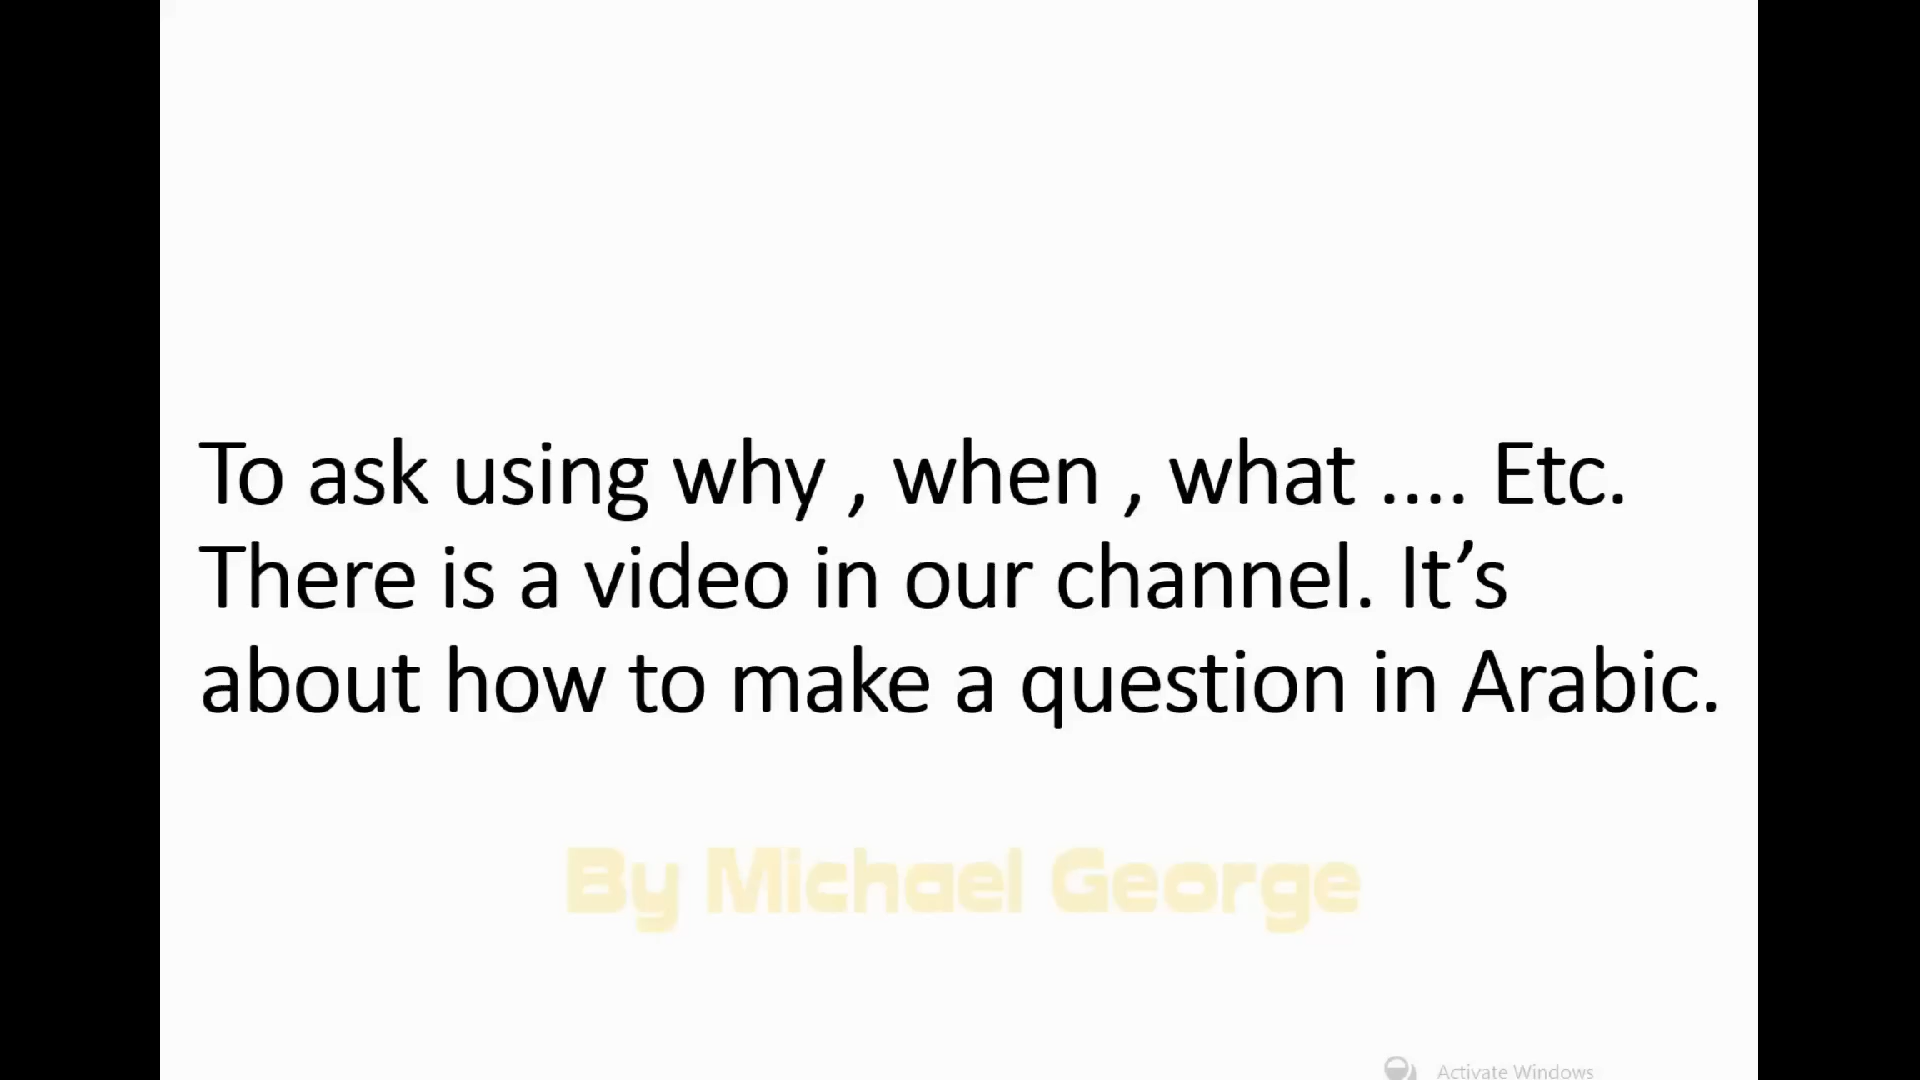 To ask using why , when , what .... Etc.
There is a video in our channel. It’s
about how to make a question in Arabic.
By Michael George
Activate Windows